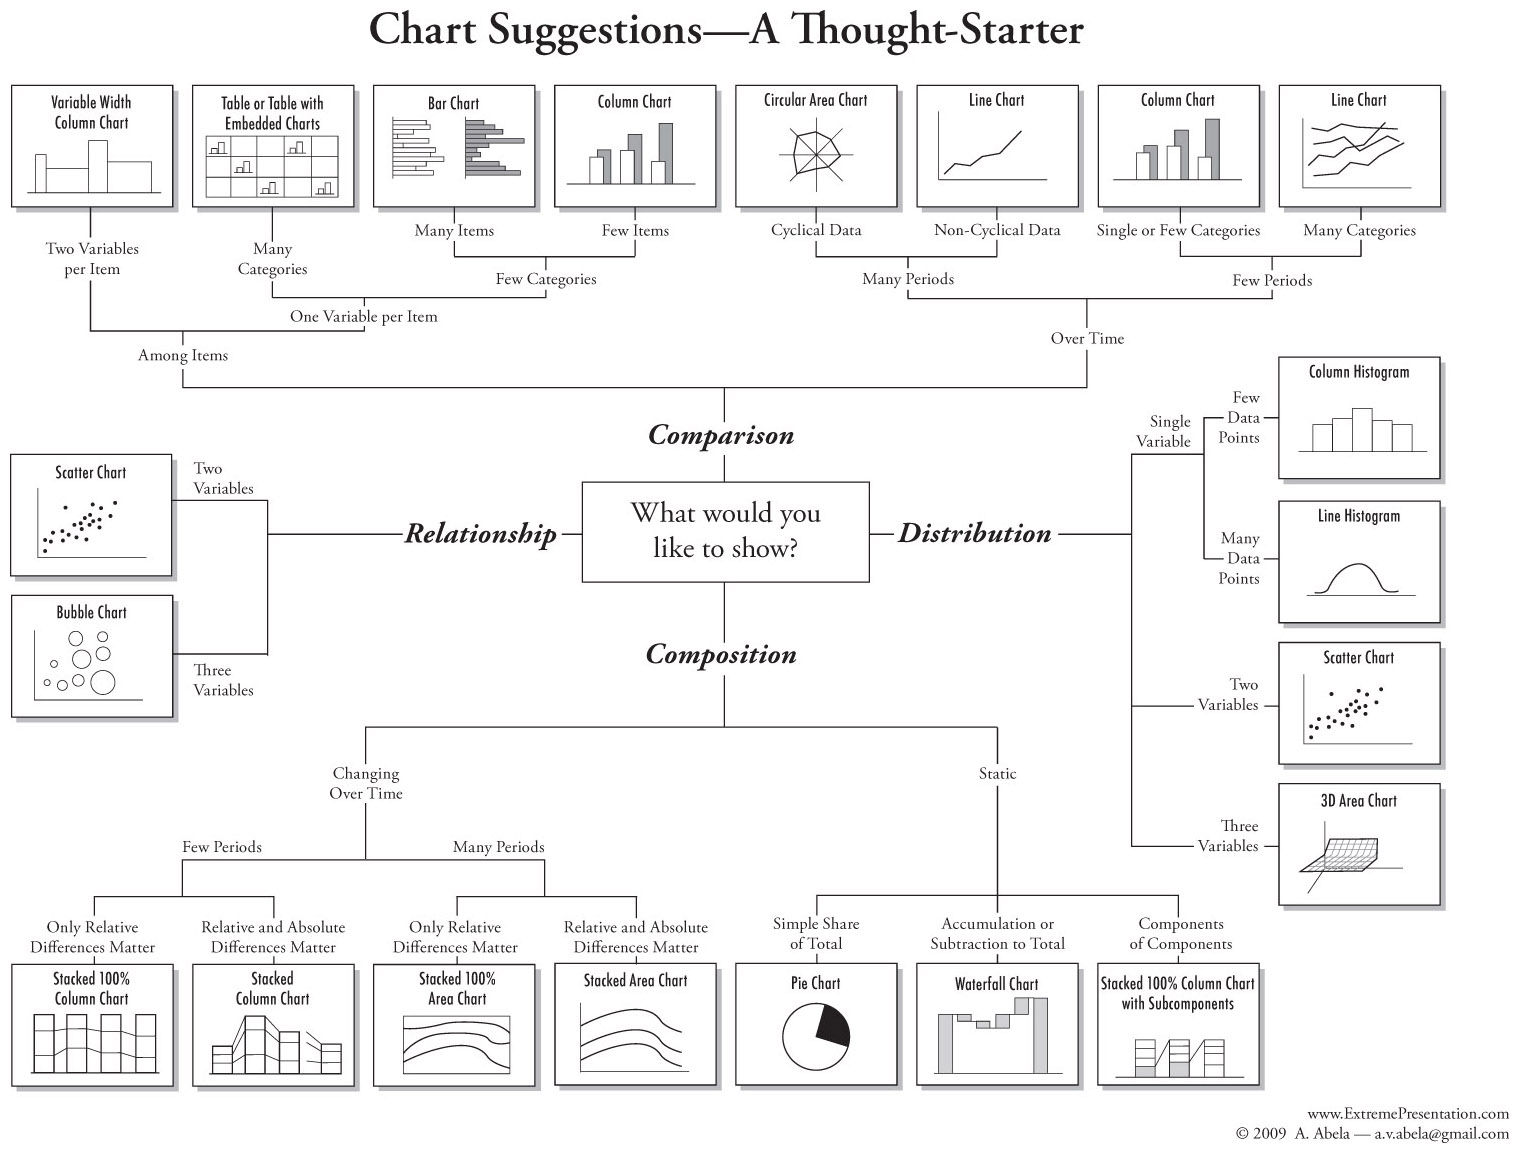 Chart Suggestions—A Thought-Starter
Variable Width
Column Chart
Table or Table with
Embedded Charts
Bar Chart
Column Chart
Circular Area Chart
Line Chart
Column Chart
Line Chart
Two Variables
per Item
Many
Categories
Many Items
Few Items
Cyclical Data
Non-Cyclical Data
Single or Few Categories
Many Categories
Few Categories
Many Periods
Few Periods
One Variable per Item
Among Items
Over Time
Comparison
What would you
like to show?
Relationship
Distribution
Composition
Scatter Chart
Two
Variables
Bubble Chart
Three
Variables
Single
Variable
Few
Data
Points
Column Histogram
Many
Data
Points
Line Histogram
Two
Variables
Scatter Chart
Three
Variables
3D Area Chart
Changing
Over Time
Static
Few Periods
Many Periods
Only Relative
Differences Matter
Relative and Absolute
Differences Matter
Only Relative
Differences Matter
Relative and Absolute
Differences Matter
Simple Share
of Total
Accumulation or
Subtraction to Total
Components
of Components
Stacked 100%
Column Chart
Stacked
Column Chart
Stacked 100%
Area Chart
Stacked Area Chart
Pie Chart
Waterfall Chart
Stacked 100% Column Chart
with Subcomponents
www.ExtremePresentation.com
© 2009 A. Abela — a.v.abela@gmail.com